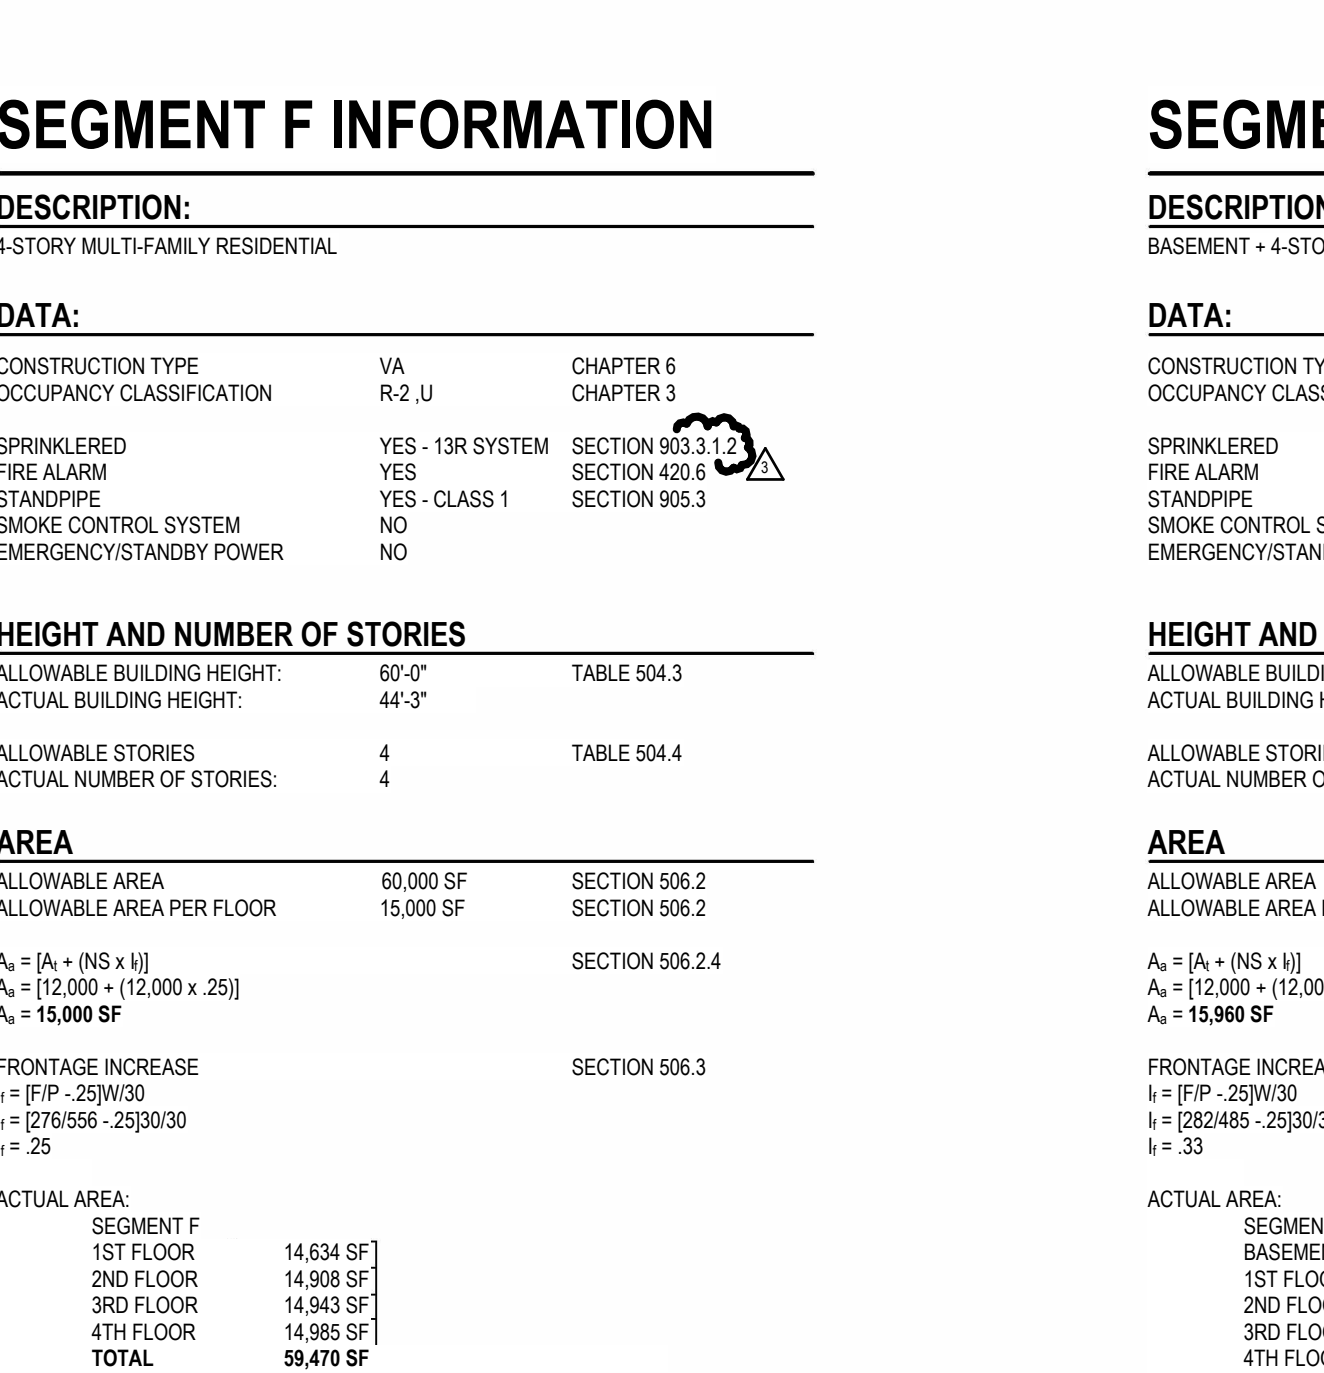 SEGMENT F INFORMATION
DESCRIPTION:
4-STORY MULTI-FAMILY RESIDENTIAL
DATA:
CONSTRUCTION TYPE VA CHAPTER 6
OCCUPANCY CLASSIFICATION R-2 ,U CHAPTER 3
SPRINKLERED YES - 13R SYSTEM SECTION 903.3.1.2
FIRE ALARM YES SECTION 420.6 3
STANDPIPE YES - CLASS 1 SECTION 905.3
SMOKE CONTROL SYSTEM NO
EMERGENCY/STANDBY POWER NO
HEIGHT AND NUMBER OF STORIES
ALLOWABLE BUILDING HEIGHT: 60'-0" TABLE 504.3
ACTUAL BUILDING HEIGHT: 44'-3"
ALLOWABLE STORIES 4 TABLE 504.4
ACTUAL NUMBER OF STORIES: 4
AREA
ALLOWABLE AREA 60,000 SF SECTION 506.2
ALLOWABLE AREA PER FLOOR 15,000 SF SECTION 506.2
Aa = [At + (NS x If)] SECTION 506.2.4
Aa = [12,000 + (12,000 x .25)]
Aa = 15,000 SF
FRONTAGE INCREASE SECTION 506.3
If = [F/P -.25]W/30
If = [276/556 -.25]30/30
If = .25
ACTUAL AREA:
SEGMENT F
1ST FLOOR 14,634 SF
2ND FLOOR 14,908 SF
3RD FLOOR 14,943 SF
4TH FLOOR 14,985 SF
TOTAL 59,470 SF
SEGME
DESCRIPTION
BASEMENT + 4-STO
DATA:
CONSTRUCTION TY
OCCUPANCY CLAS
SPRINKLERED
FIRE ALARM
STANDPIPE
SMOKE CONTROL S
EMERGENCY/STAN
HEIGHT AND
ALLOWABLE BUILDI
ACTUAL BUILDING H
ALLOWABLE STORI
ACTUAL NUMBER O
AREA
ALLOWABLE AREA
ALLOWABLE AREA
Aa = [At + (NS x If)]
Aa = [12,000 + (12,00
Aa = 15,960 SF
FRONTAGE INCREA
If = [F/P -.25]W/30
If = [282/485 -.25]30/3
If = .33
ACTUAL AREA:
SEGMEN
BASEME
1ST FLO
2ND FLO
3RD FLO
4TH FLO